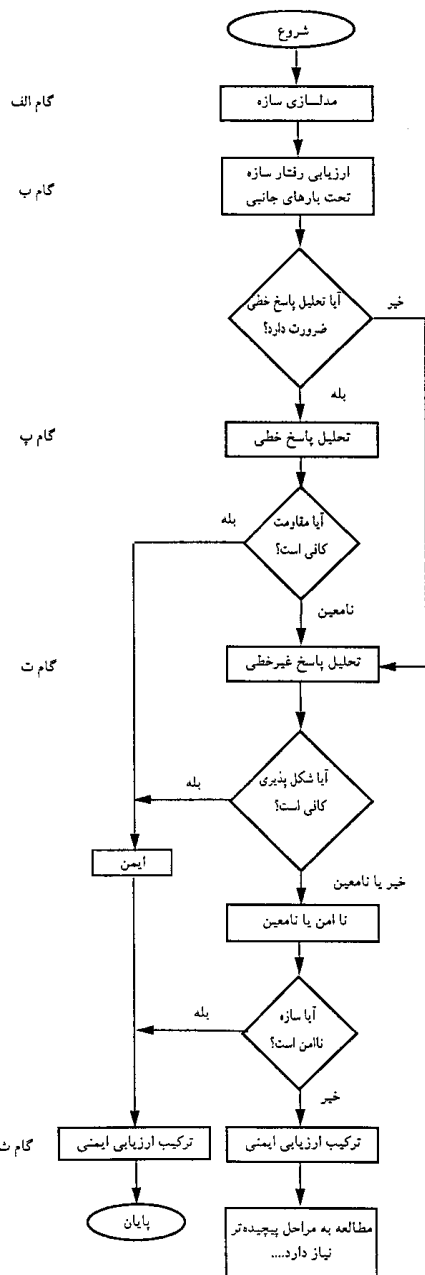 شروع
گام الف
مدلسازی سازه
گام ب
ارزیابی رفتار سازه
تحت بارهای جانبی
آیا تحلیل پاسخ خطی
ضرورت دارد؟
خیر
بله
گام پ
تحلیل پاسخ خطی
آیا مقاومت
کافی است؟
بله
نامعین
گام ت
تحلیل پاسخ غیرخطی
آیا شکل پذیری
کافی است؟
بله
ایمن
خیر یا نامعین
نا امن یا نامعین
آیا سازه
ناامن است؟
بله
خیر
گام ث
ترکیب ارزیابی ایمنی
ترکیب ارزیابی ایمنی
پایان
مطالعه به مراحل پیچیده‌تر
نیاز دارد....